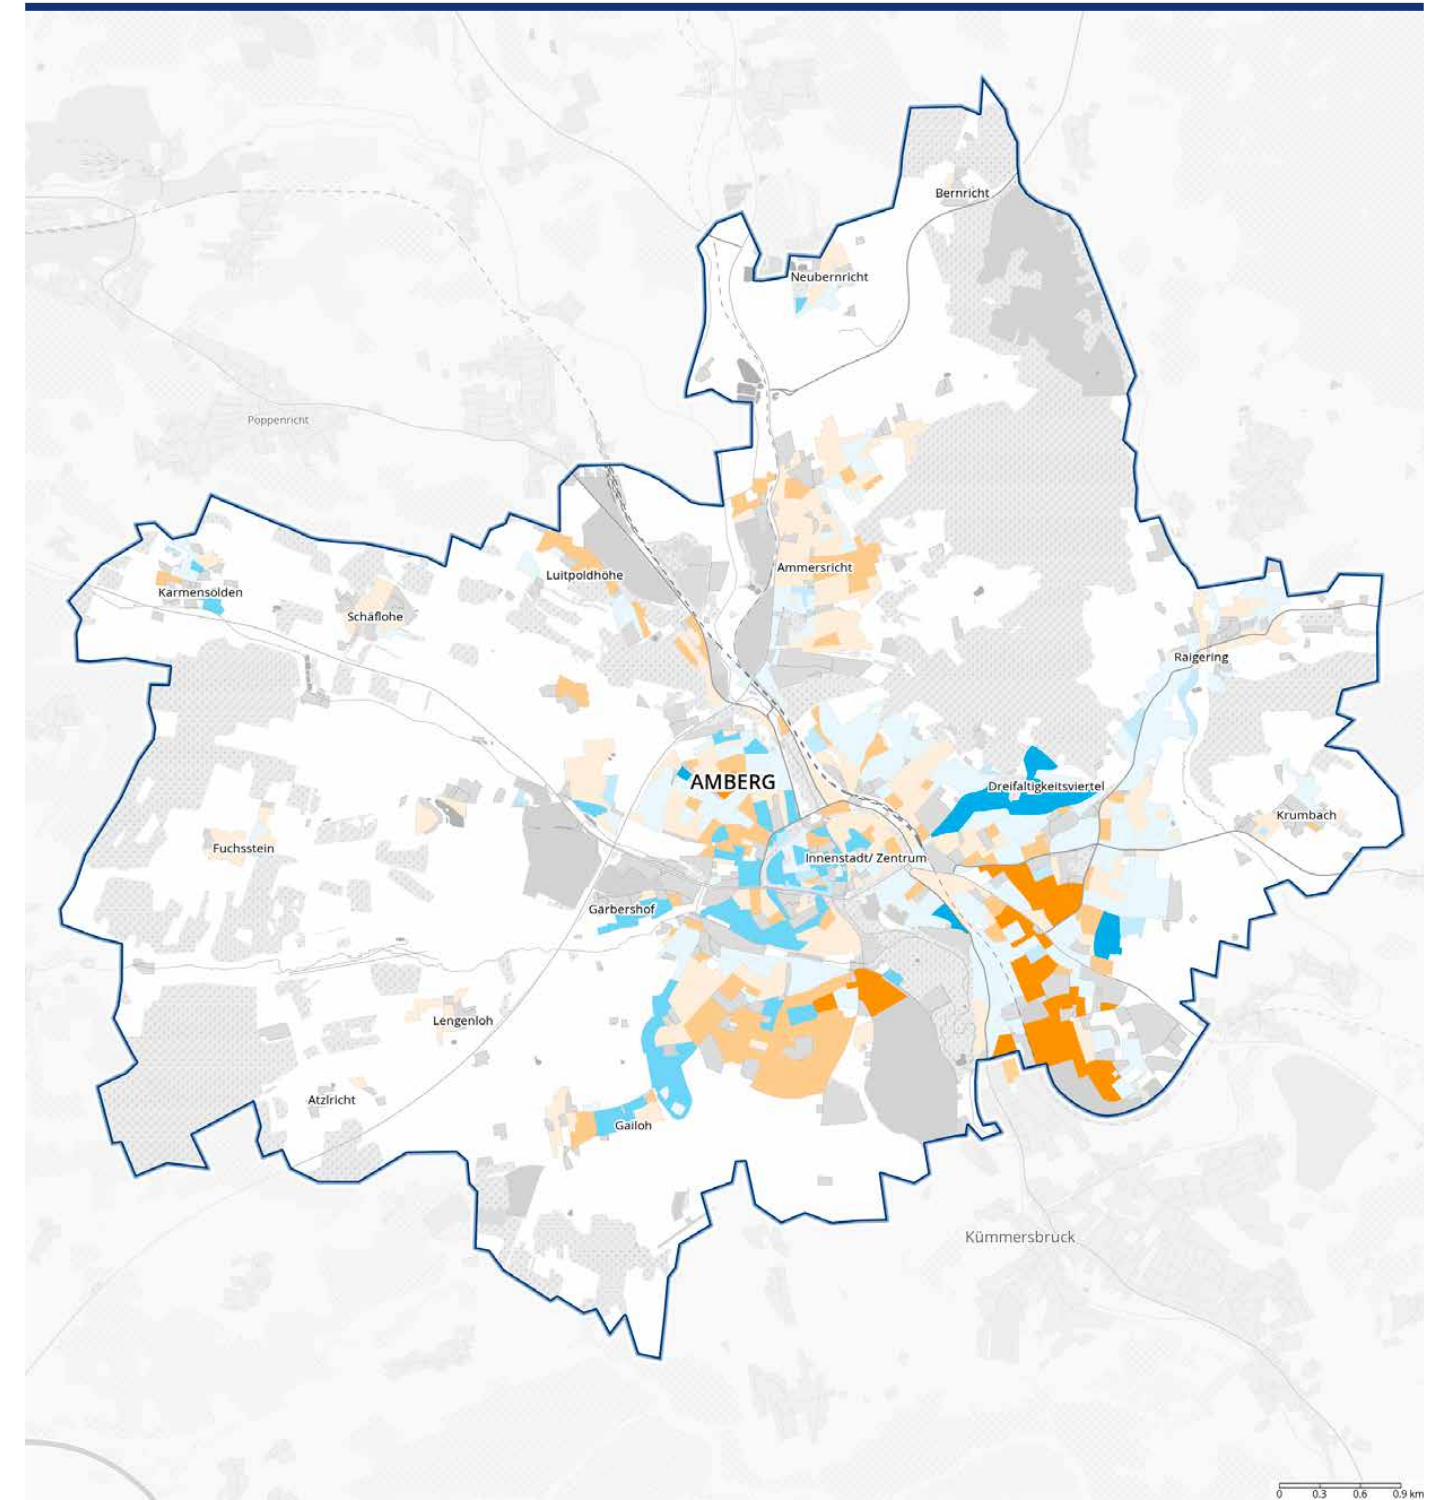 Bernricht
Neubernricht
Poppenricht
Ammersricht
Luitpoldhöhe
Karmensölden
Schäflohe
Raigering
AMBERG
Dreifaltigkeitsviertel
Krumbach
Fuchsstein
Innenstadt/ Zentrum
Gärbershof
Lengenloh
Atzlricht
Gailoh
Kümmersbruck
0 0.3 0.6 0.9 km